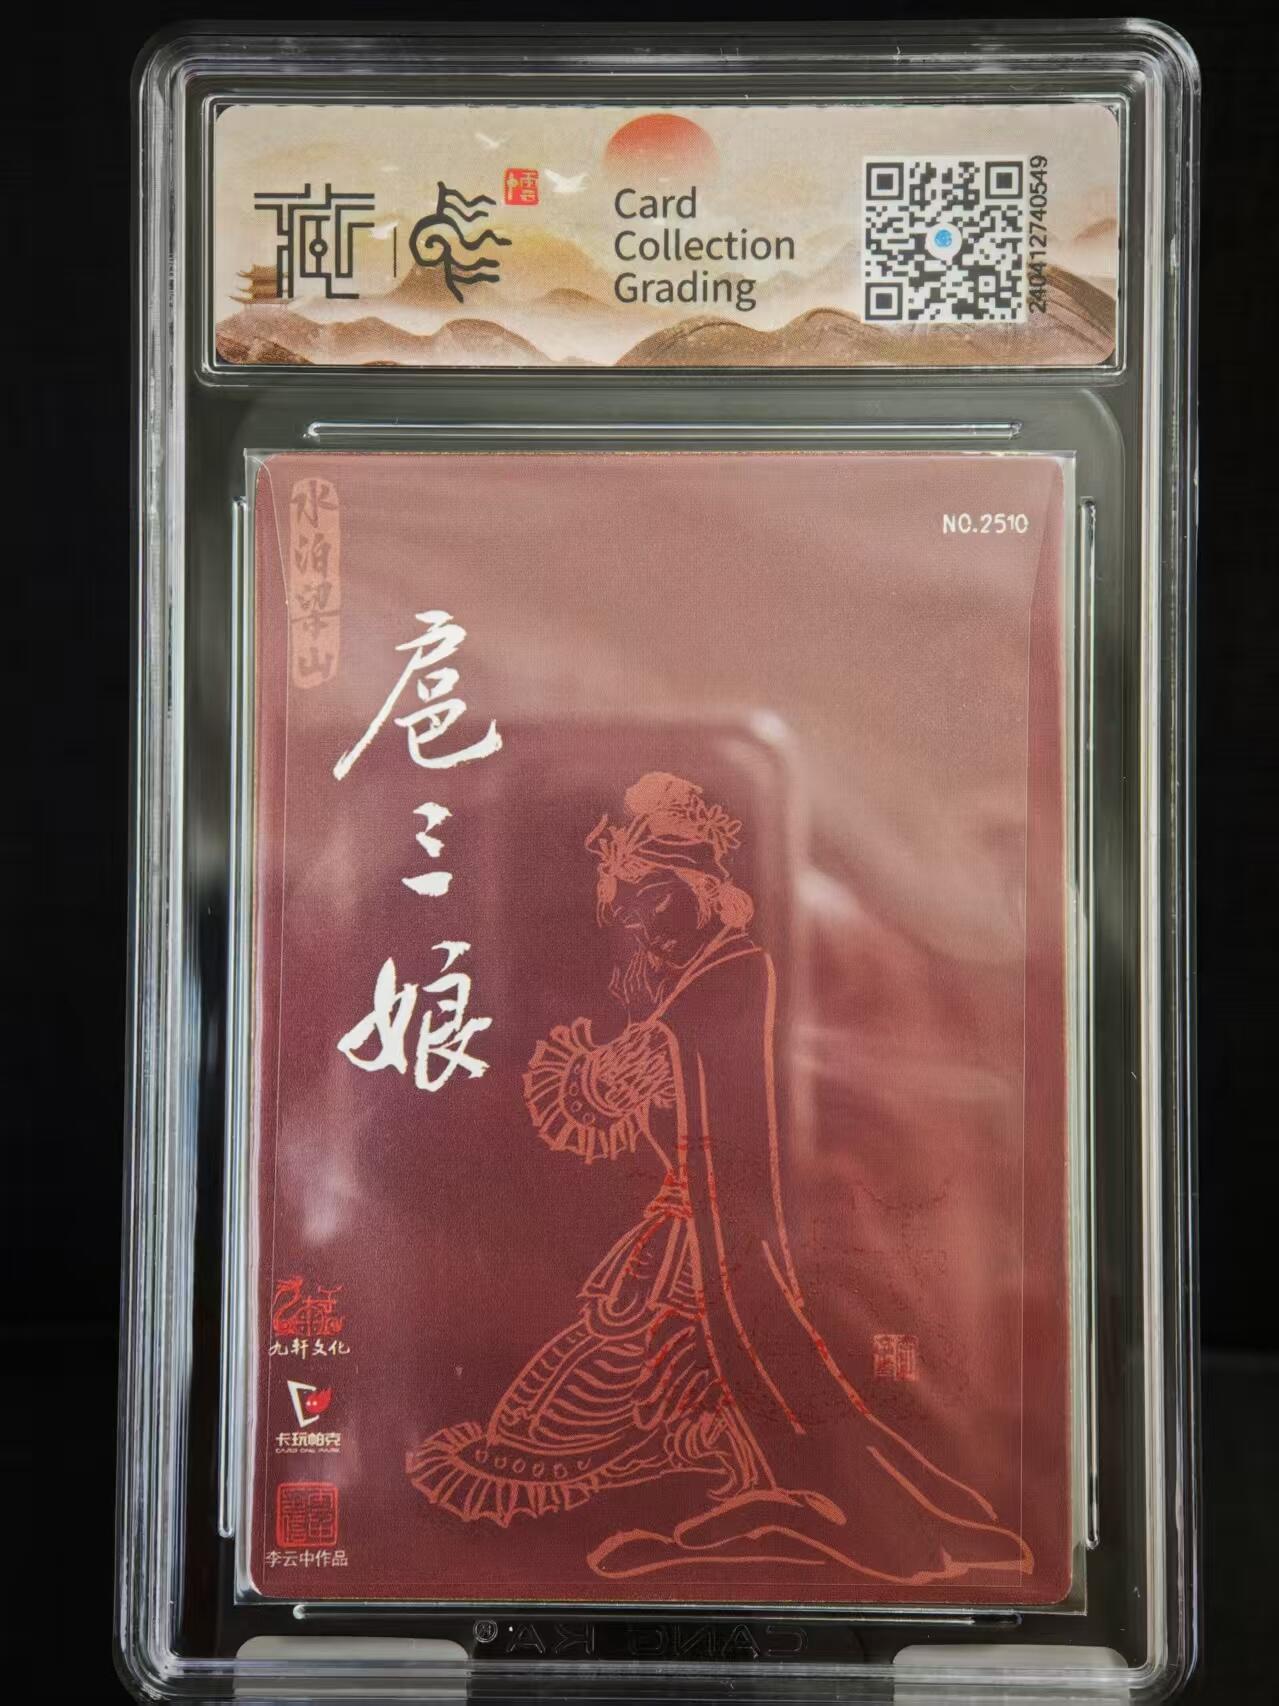 Card
Collection
Grading
240412740549
水泊梁山
NO.2510
扈三娘
九轩文化
卡玩帕克
李云中作品
CANG KA®